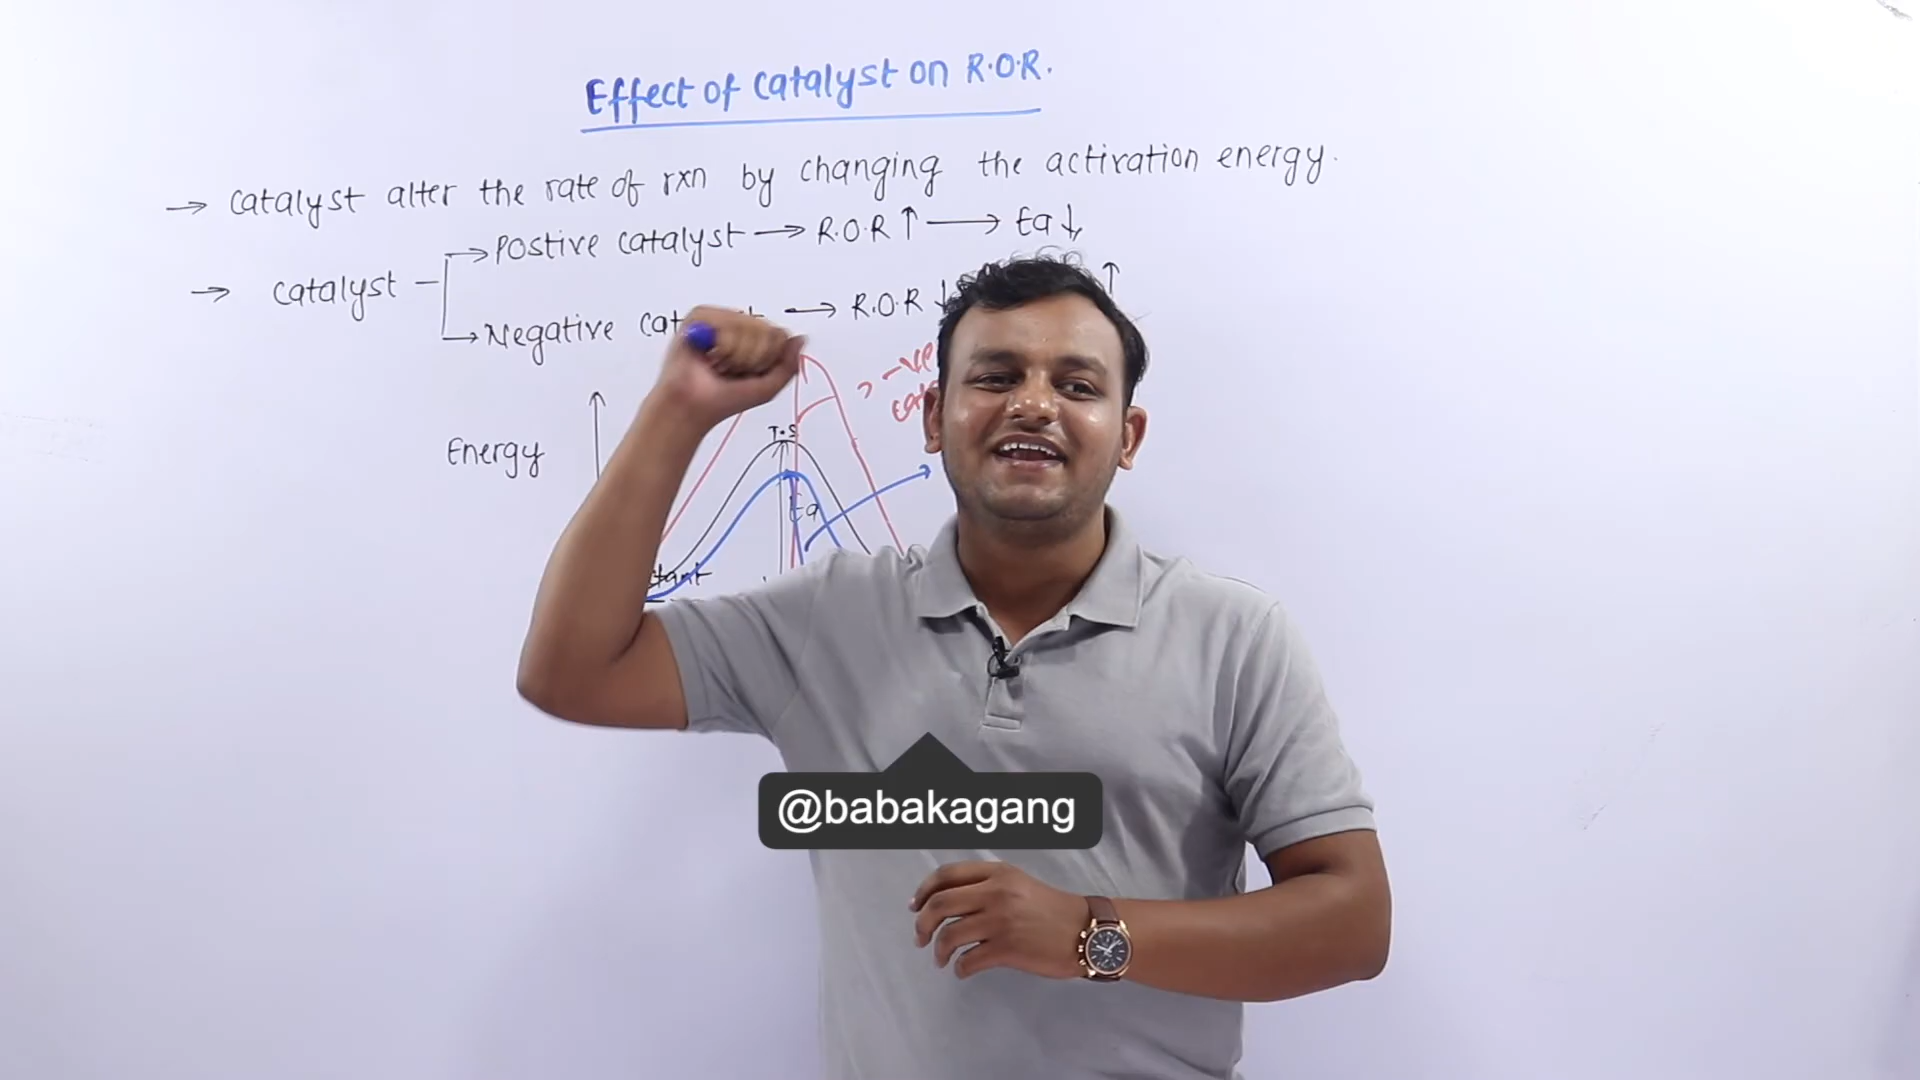 Effect of catalyst on R.O.R.
→ catalyst alter the rate of rxn by changing the activation energy.
→ Postive catalyst → R.O.R ↑ → Ea ↓
→ catalyst
→ Negative → R.O.R ↓ ↑
-ve
T.S
Energy
Ea
@babakagang